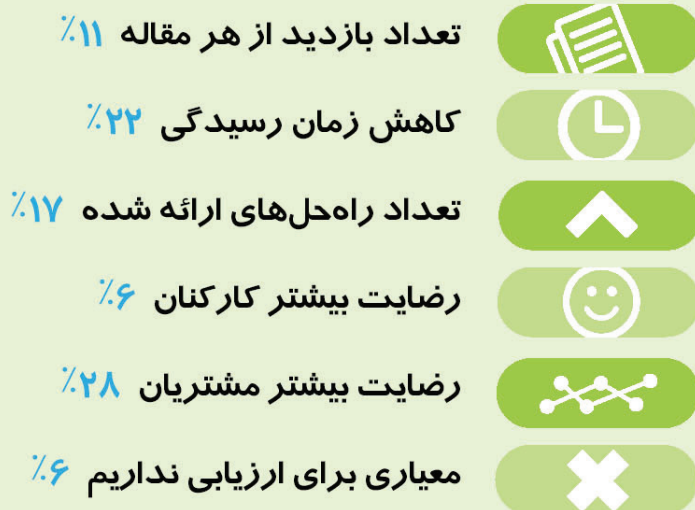 تعداد بازدید از هر مقاله ۱۱٪
کاهش زمان رسیدگی ۲۲٪
تعداد راه‌حل‌های ارائه شده ۱۷٪
رضایت بیشتر کارکنان ۶٪
رضایت بیشتر مشتریان ۲۸٪
معیاری برای ارزیابی نداریم ۶٪